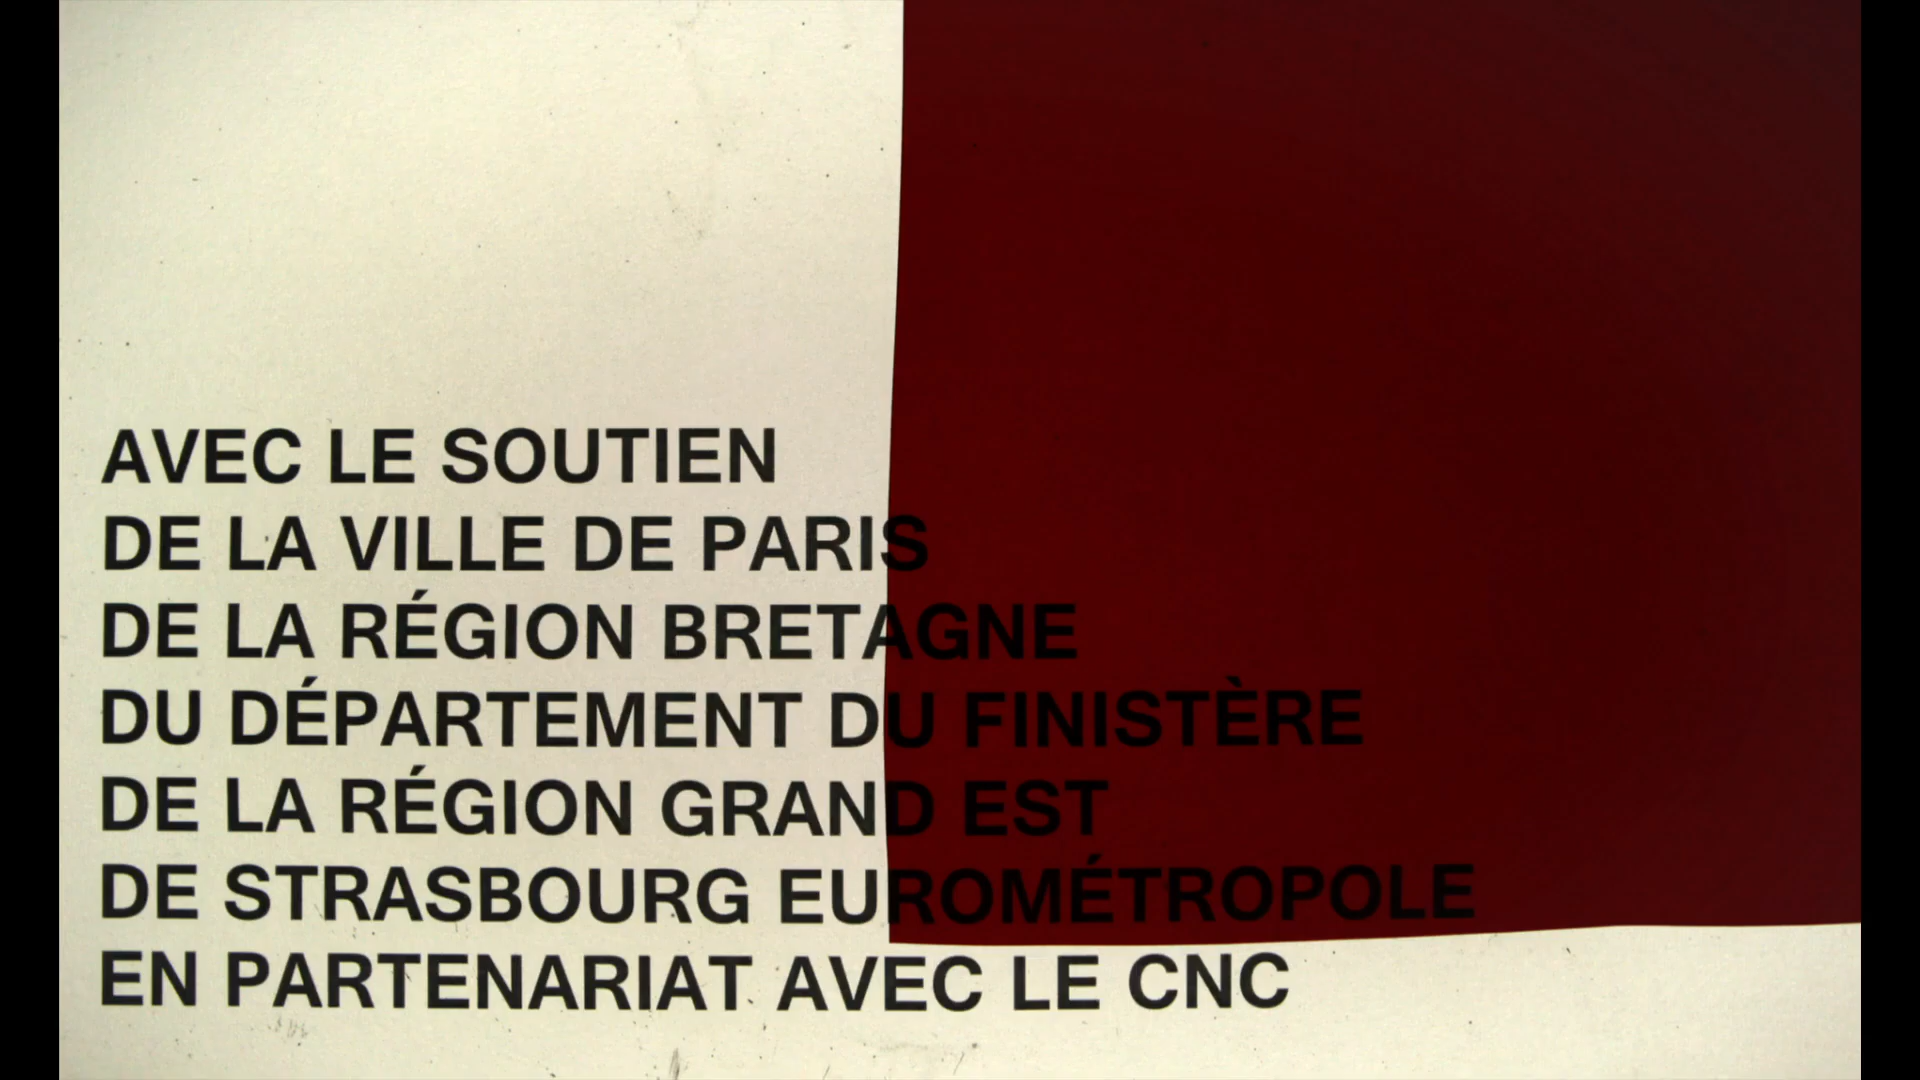 AVEC LE SOUTIEN
DE LA VILLE DE PARIS
DE LA RÉGION BRETAGNE
DU DÉPARTEMENT DU FINISTÈRE
DE LA RÉGION GRAND EST
DE STRASBOURG EUROMÉTROPOLE
EN PARTENARIAT AVEC LE CNC